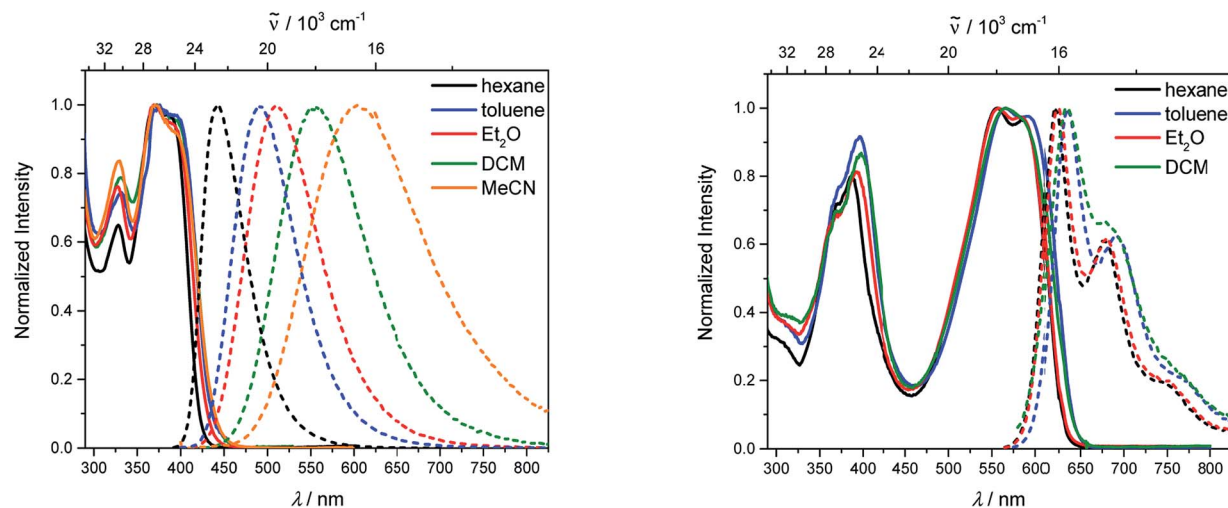 ṽ / 10³ cm⁻¹
32 28 24 20 16
Normalized Intensity
1.0
0.8
0.6
0.4
0.2
0.0
hexane
toluene
Et₂O
DCM
MeCN
300 350 400 450 500 550 600 650 700 750 800
λ / nm
ṽ / 10³ cm⁻¹
32 28 24 20 16
Normalized Intensity
1.0
0.8
0.6
0.4
0.2
0.0
hexane
toluene
Et₂O
DCM
300 350 400 450 500 550 600 650 700 750 800
λ / nm